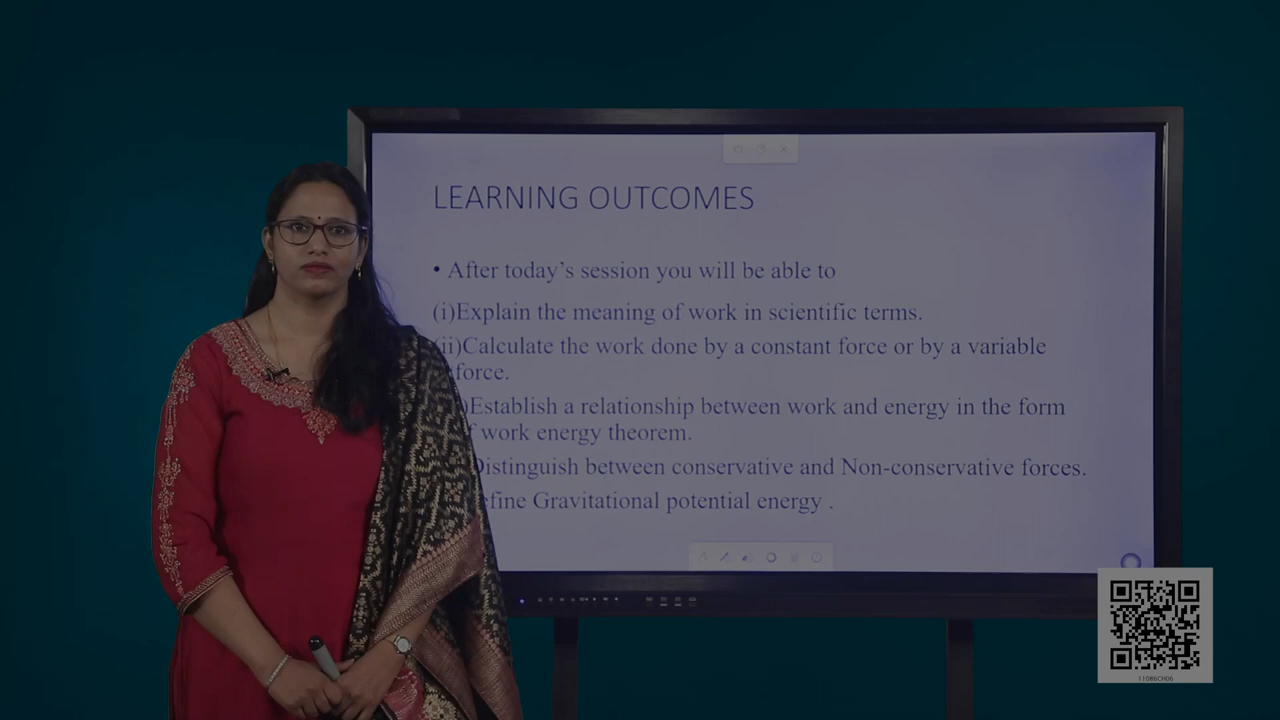 LEARNING OUTCOMES
• After today's session you will be able to
(i)Explain the meaning of work in scientific terms.
(ii)Calculate the work done by a constant force or by a variable
force.
)Establish a relationship between work and energy in the form
f work energy theorem.
Distinguish between conservative and Non-conservative forces.
efine Gravitational potential energy .
11086CH06